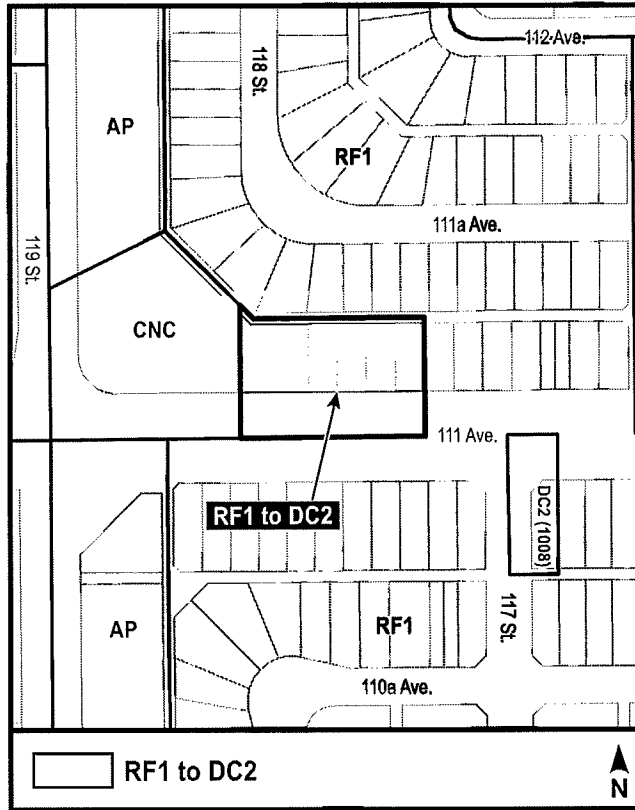 112 Ave.
118 St.
AP
RF1
111a Ave.
119 St.
CNC
111 Ave.
RF1 to DC2
DC2 (1008)
117 St.
AP
RF1
110a Ave.
RF1 to DC2
N